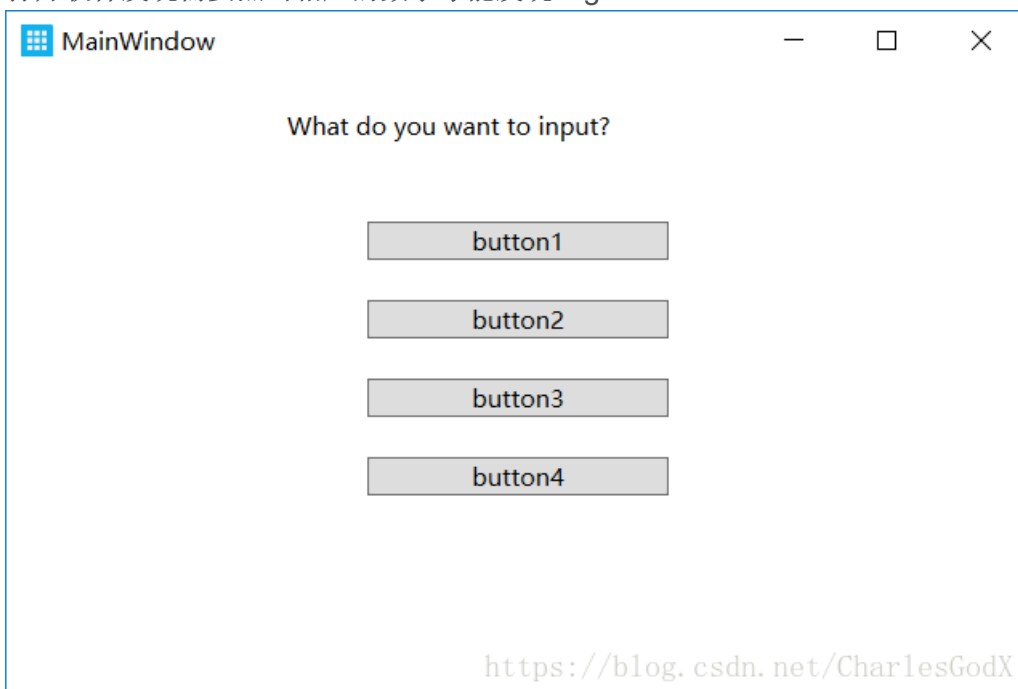 MainWindow
What do you want to input?
button1
button2
button3
button4
https://blog.csdn.net/CharlesGodX